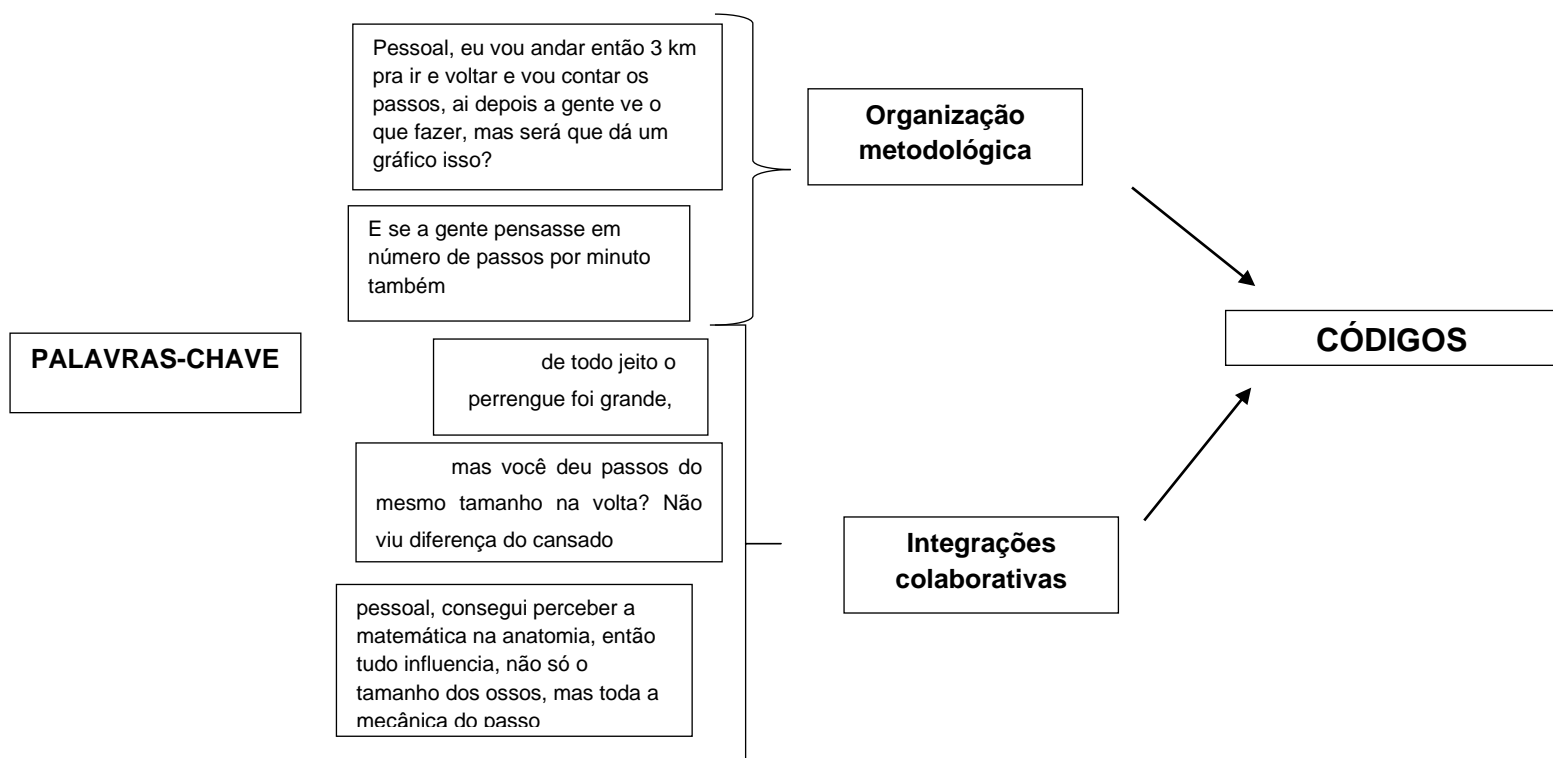 Pessoal, eu vou andar então 3 km
pra ir e voltar e vou contar os
passos, ai depois a gente ve o
que fazer, mas será que dá um
gráfico isso?
Organização
metodológica
E se a gente pensasse em
número de passos por minuto
também
PALAVRAS-CHAVE
CÓDIGOS
de todo jeito o
perrengue foi grande,
mas você deu passos do
mesmo tamanho na volta? Não
viu diferença do cansado
Integrações
colaborativas
pessoal, consegui perceber a
matemática na anatomia, então
tudo influencia, não só o
tamanho dos ossos, mas toda a
mecânica do passo